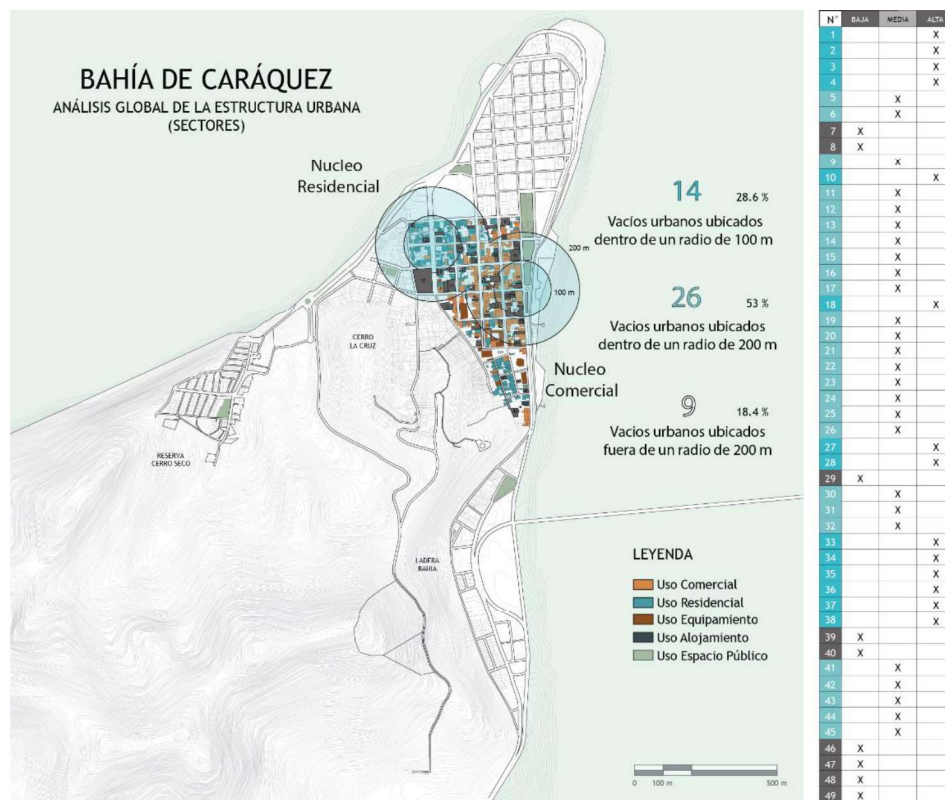 BAHÍA DE CARÁQUEZ
ANÁLISIS GLOBAL DE LA ESTRUCTURA URBANA
(SECTORES)
Nucleo
Residencial
14 28.6 %
Vacíos urbanos ubicados
dentro de un radio de 100 m
200 m
100 m
26 53 %
Vacios urbanos ubicados
dentro de un radio de 200 m
CERRO
LA CRUZ
Nucleo
Comercial
9 18.4 %
Vacios urbanos ubicados
fuera de un radio de 200 m
RESERVA
CERRO SECO
LADERA
BAHIA
LEYENDA
Uso Comercial
Uso Residencial
Uso Equipamiento
Uso Alojamiento
Uso Espacio Público
0 100 m 500 m
N° BAJA MEDIA ALTA
1 X
2 X
3 X
4 X
5 X
6 X
7 X
8 X
9 X
10 X
11 X
12 X
13 X
14 X
15 X
16 X
17 X
18 X
19 X
20 X
21 X
22 X
23 X
24 X
25 X
26 X
27 X
28 X
29 X
30 X
31 X
32 X
33 X
34 X
35 X
36 X
37 X
38 X
39 X
40 X
41 X
42 X
43 X
44 X
45 X
46 X
47 X
48 X
49 X